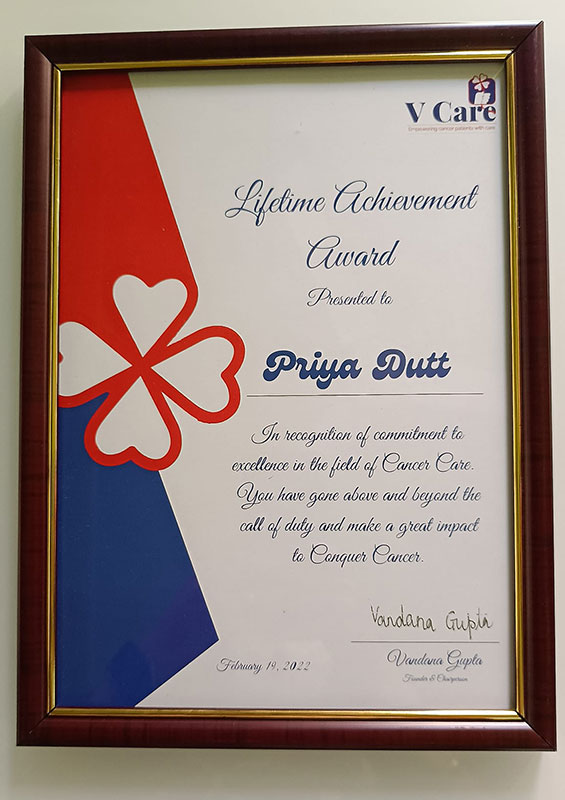 V Care
Empowering cancer patients with care
Lifetime Achievement
Award
Presented to
Priya Dutt
In recognition of commitment to
excellence in the field of Cancer Care.
You have gone above and beyond the
call of duty and make a great impact
to Conquer Cancer.
Vandana Gupta
February 19, 2022
Vandana Gupta
Founder & Chairperson